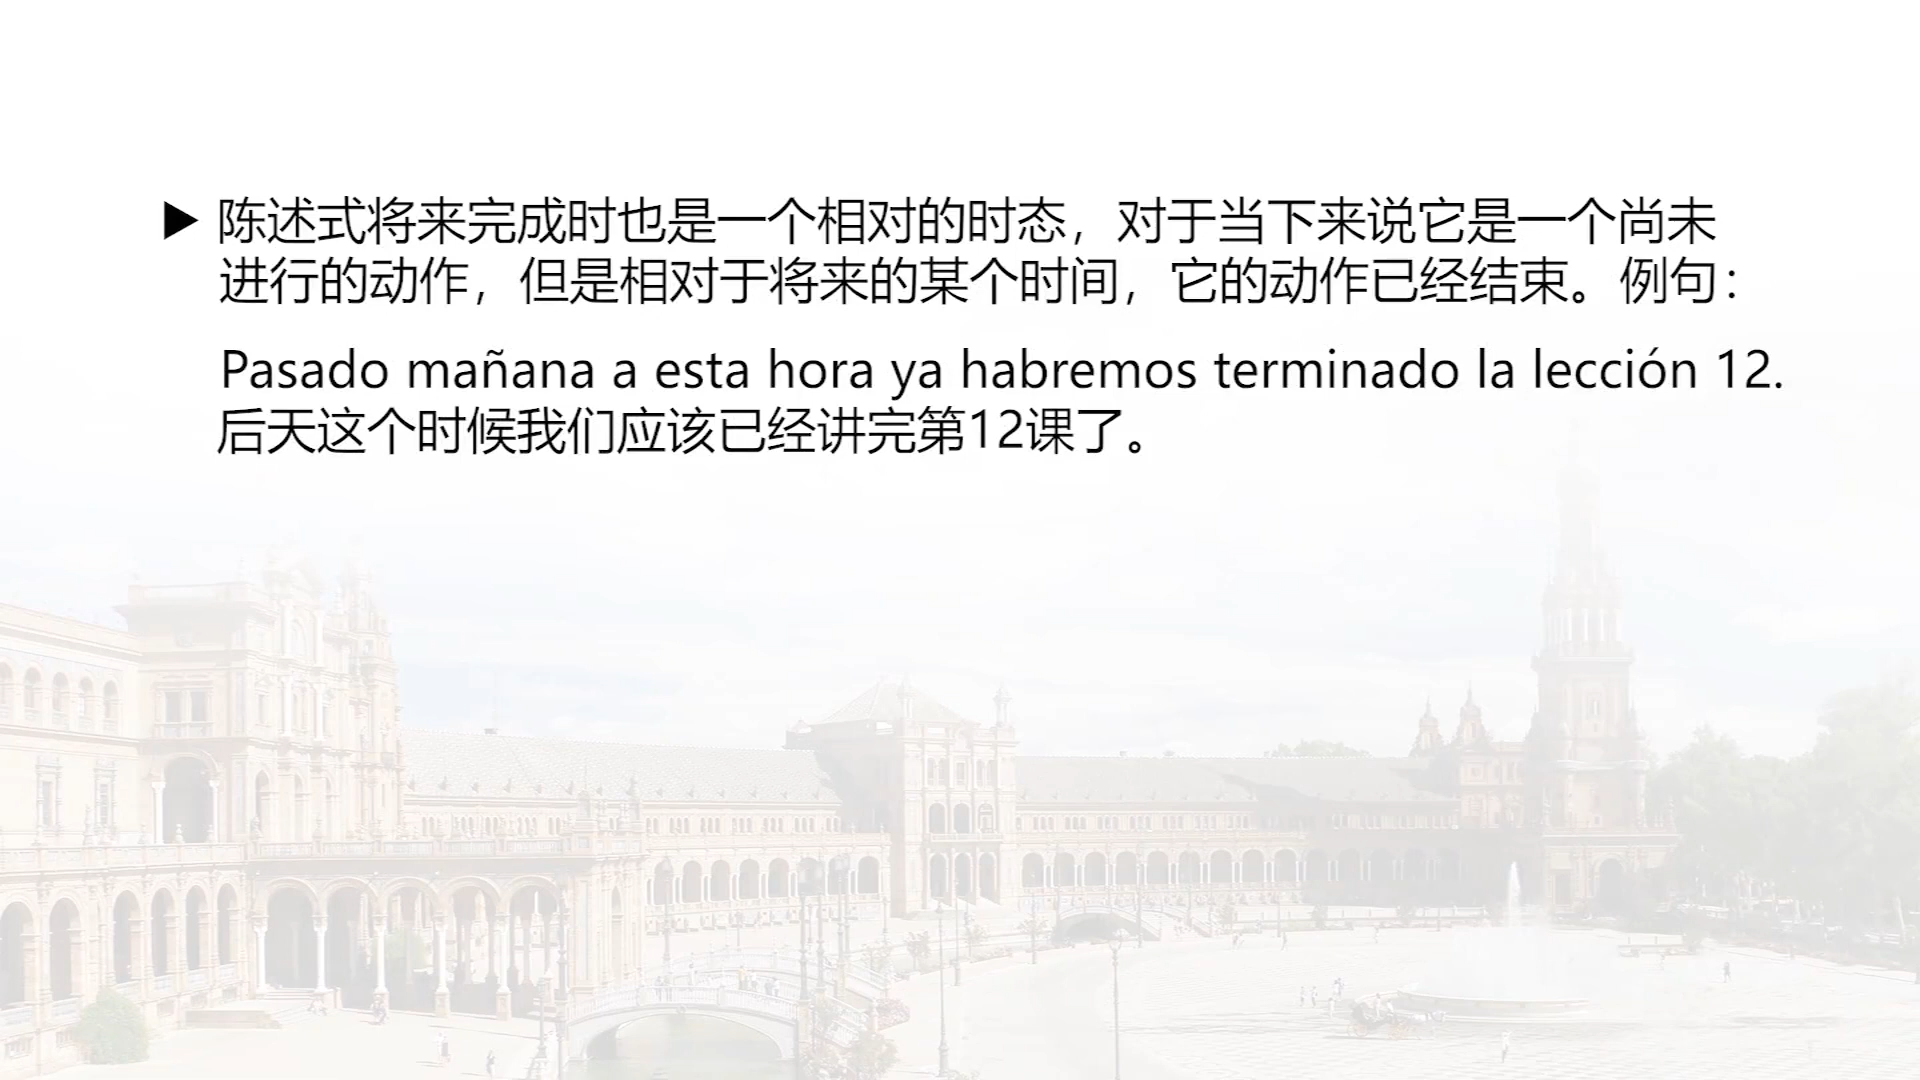 ▶ 陈述式将来完成时也是一个相对的时态，对于当下来说它是一个尚未
进行的动作，但是相对于将来的某个时间，它的动作已经结束。例句：
Pasado mañana a esta hora ya habremos terminado la lección 12.
后天这个时候我们应该已经讲完第12课了。